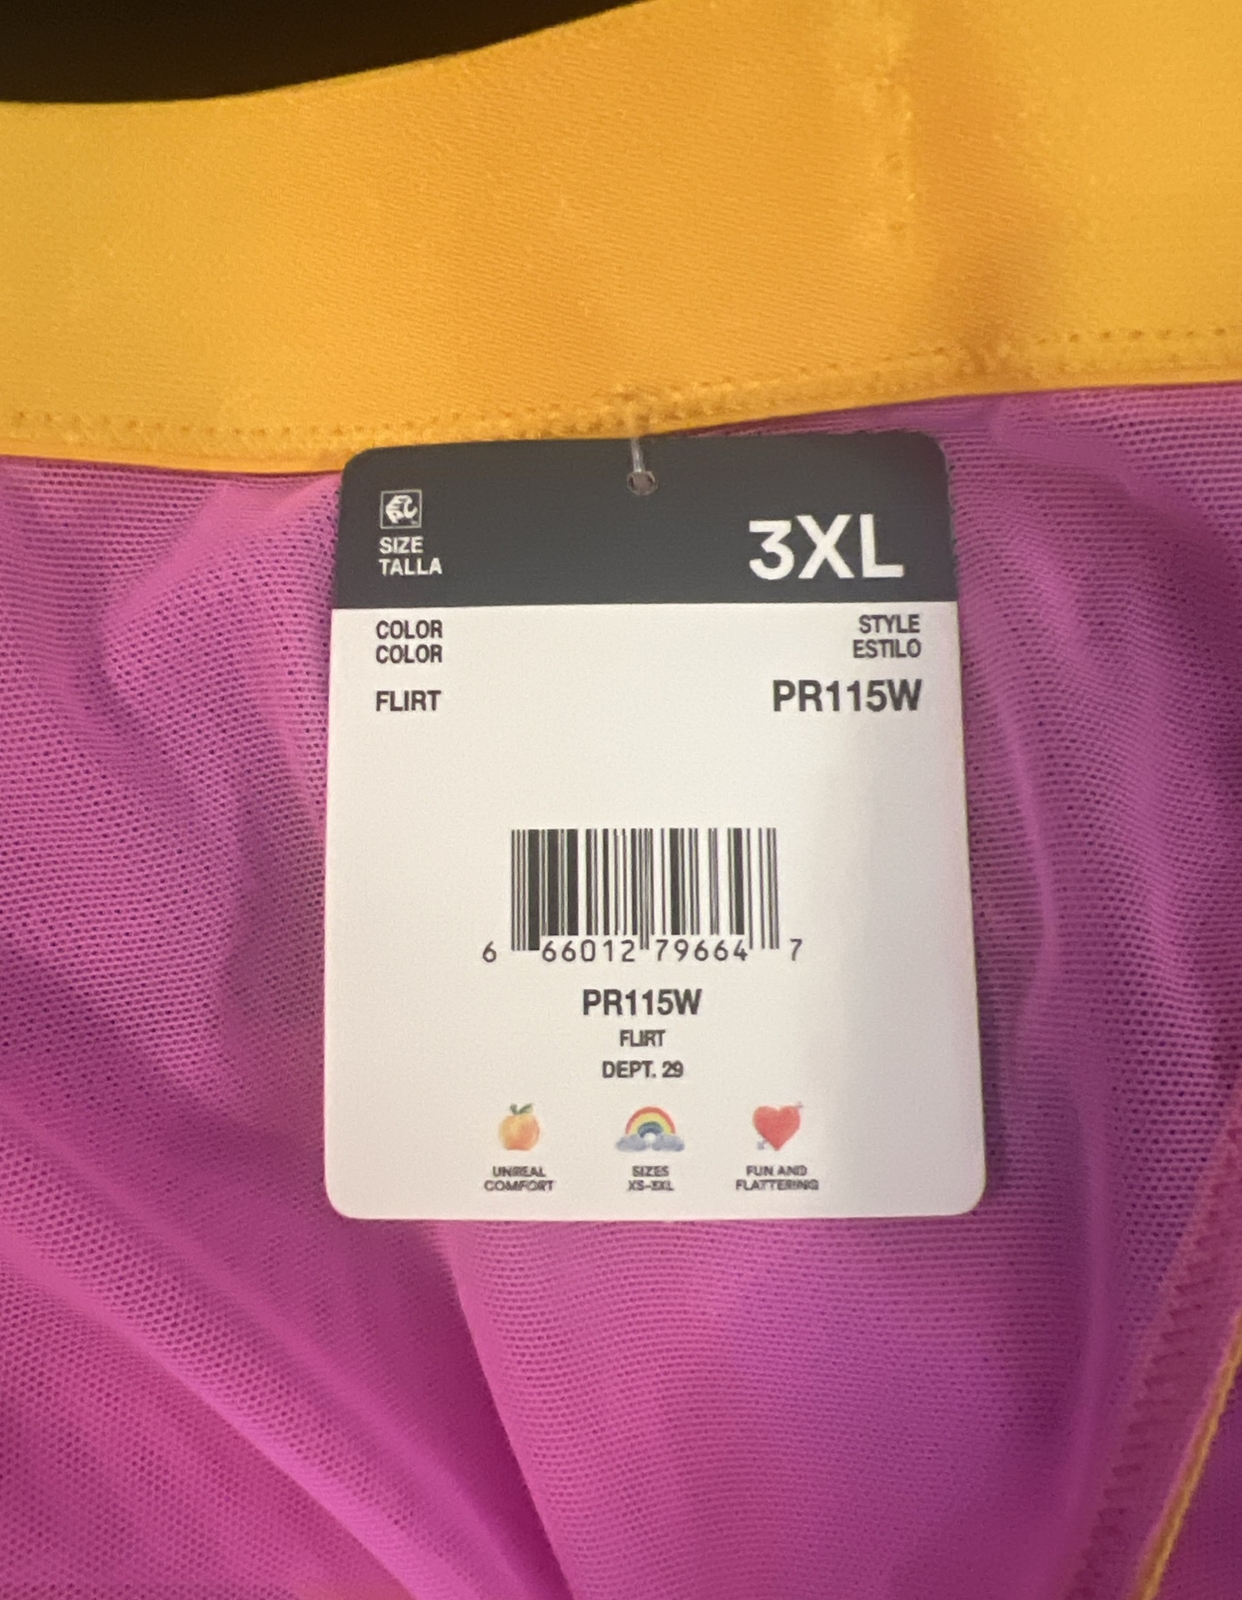 SIZE
TALLA
3XL
COLOR
COLOR
FLIRT
STYLE
ESTILO
PR115W
6 66012 79664 7
PR115W
FLIRT
DEPT. 29
UNREAL
COMFORT
SIZES
XS-3XL
FUN AND
FLATTERING